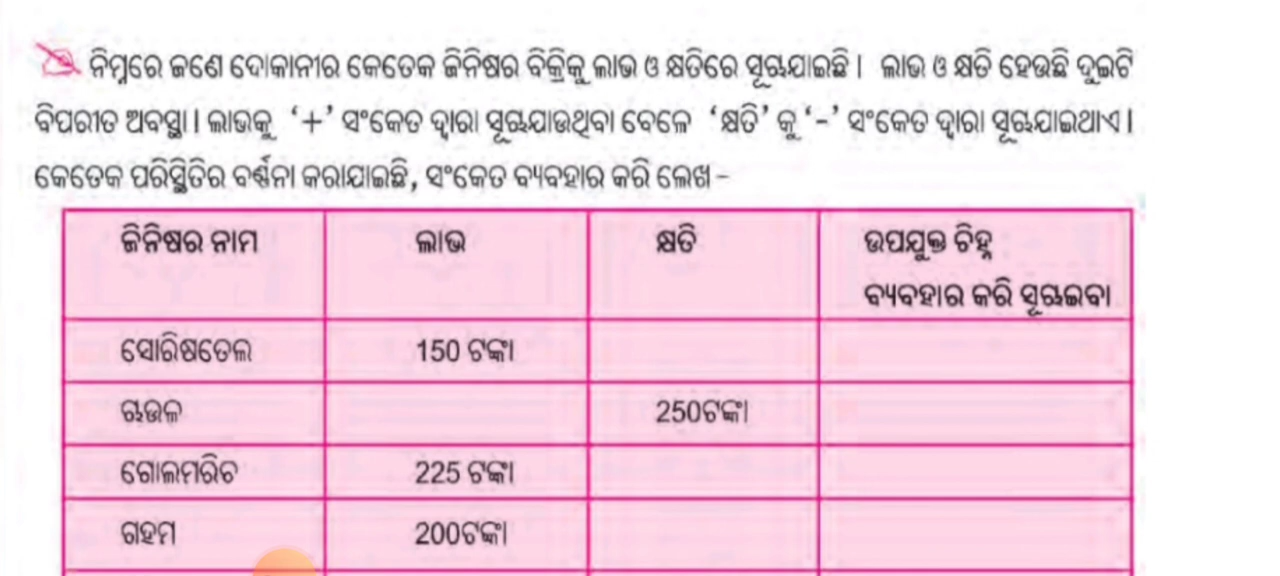 ନିମ୍ନରେ ଜଣେ ଦୋକାନୀର କେତେକ ଜିନିଷର ବିକ୍ରିକୁ ଲାଭ ଓ କ୍ଷତିରେ ସୂଚାଯାଇଛି । ଲାଭ ଓ କ୍ଷତି ହେଉଛି ଦୁଇଟି
ବିପରୀତ ଅବସ୍ଥା । ଲାଭକୁ ‘+’ ସଂକେତ ଦ୍ୱାରା ସୂଚାଯାଉଥିବା ବେଳେ ‘କ୍ଷତି’ କୁ ‘-’ ସଂକେତ ଦ୍ୱାରା ସୂଚାଯାଇଥାଏ ।
କେତେକ ପରିସ୍ଥିତିର ବର୍ଣ୍ଣନା କରାଯାଇଛି, ସଂକେତ ବ୍ୟବହାର କରି ଲେଖ -
ଜିନିଷର ନାମ ଲାଭ କ୍ଷତି ଉପଯୁକ୍ତ ଚିହ୍ନ
ବ୍ୟବହାର କରି ସୂଚାଇବା
ସୋରିଷତେଲ 150 ଟଙ୍କା
ଚାଉଳ 250ଟଙ୍କା
ଗୋଲମରିଚ 225 ଟଙ୍କା
ଗହମ 200ଟଙ୍କା